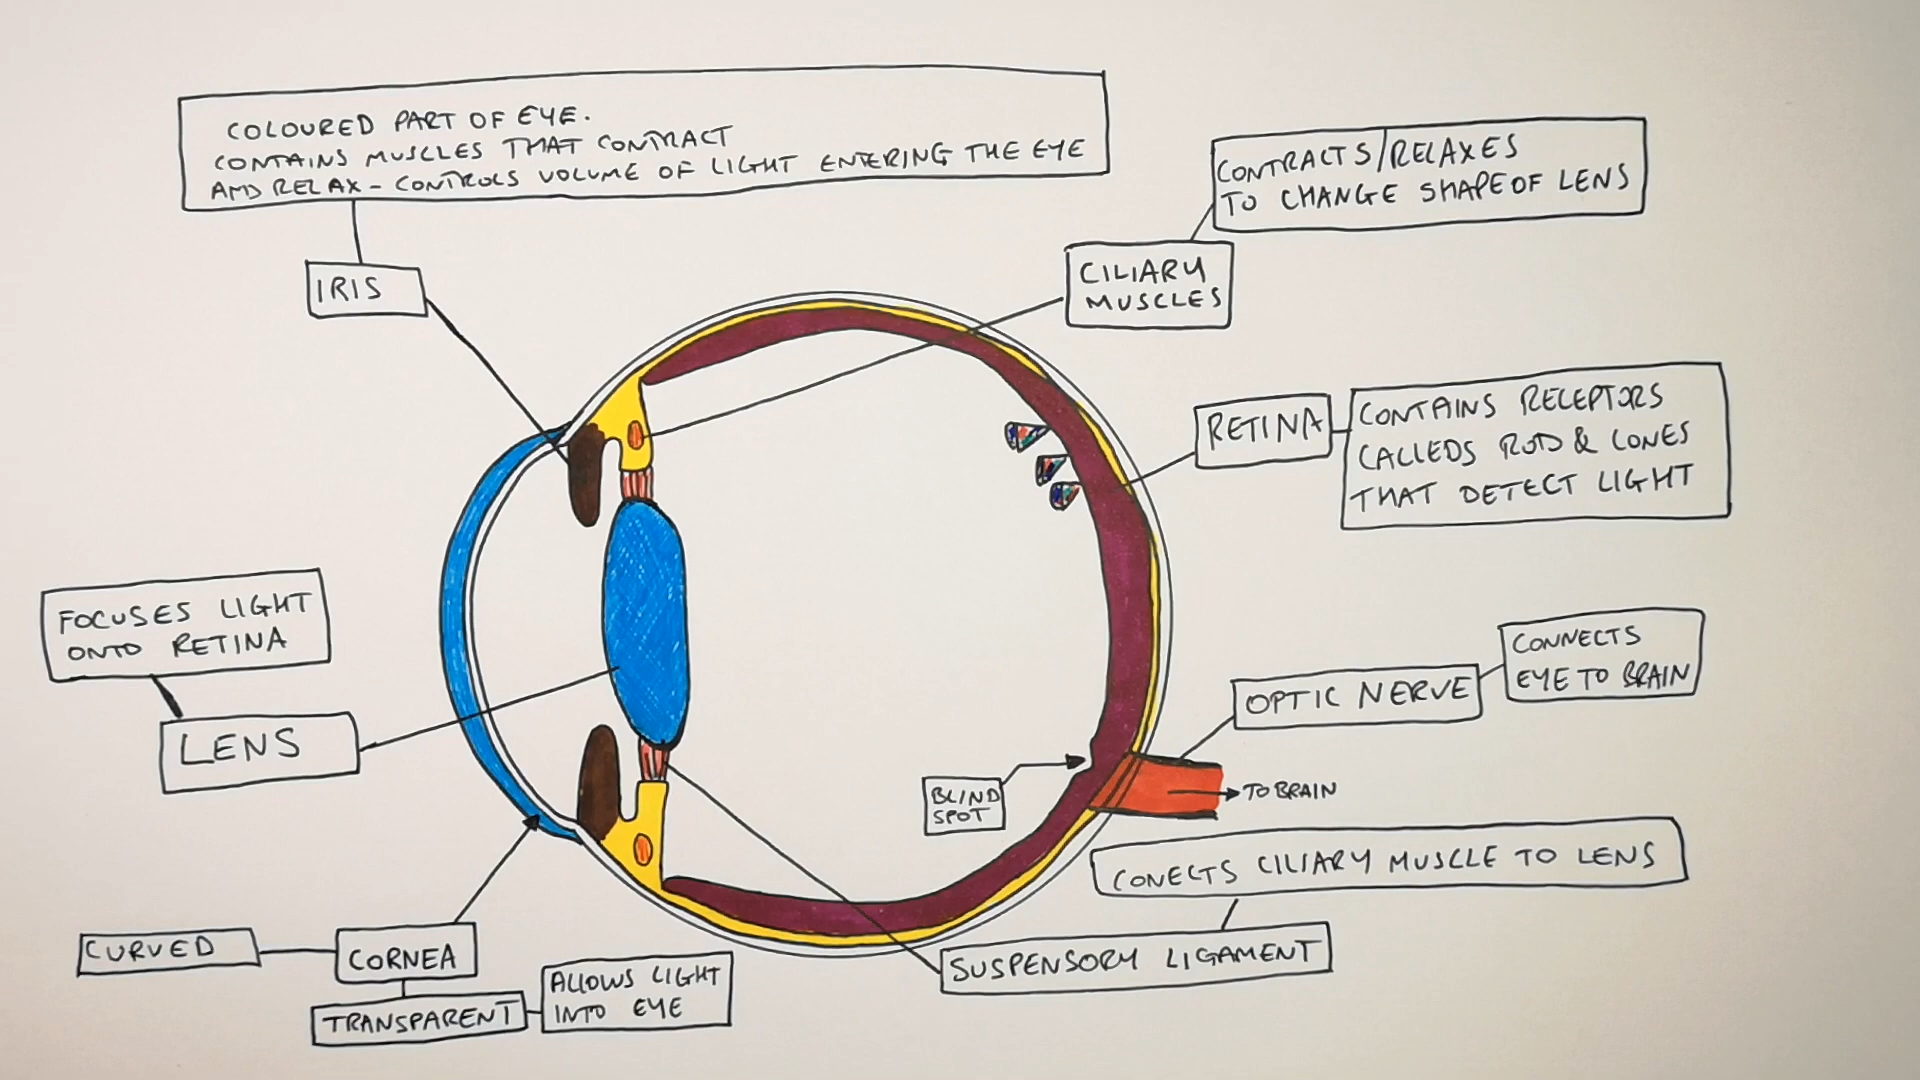 COLOURED PART OF EYE.
CONTAINS MUSCLES THAT CONTRACT
AND RELAX - CONTROLS VOLUME OF LIGHT ENTERING THE EYE
IRIS
CONTRACTS/RELAXES
TO CHANGE SHAPE OF LENS
CILIARY
MUSCLES
RETINA
CONTAINS RECEPTORS
CALLEDS ROD & CONES
THAT DETECT LIGHT
FOCUSES LIGHT
ONTO RETINA
LENS
CONNECTS
EYE TO BRAIN
OPTIC NERVE
BLIND
SPOT
TO BRAIN
CONECTS CILIARY MUSCLE TO LENS
SUSPENSORY LIGAMENT
CURVED
CORNEA
TRANSPARENT
ALLOWS LIGHT
INTO EYE